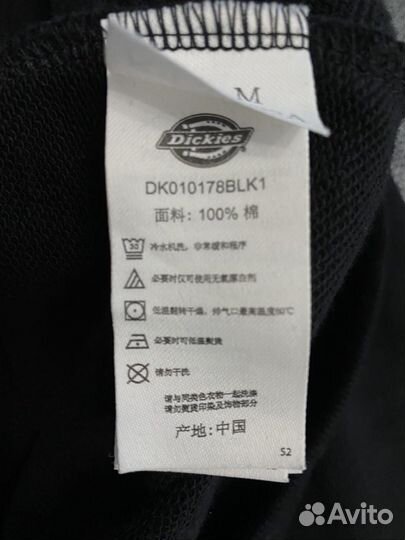 M
Dickies
DK010178BLK1
面料：100% 棉
30
冷水机洗，非常缓和程序
必要时仅可使用无氯漂白剂
低温翻转干燥，排气口最高温度60℃
必要时可低温熨烫
请勿干洗
请与同类色衣物一起洗涤
请勿熨烫印花及饰物部分
产地：中国
S2
Avito